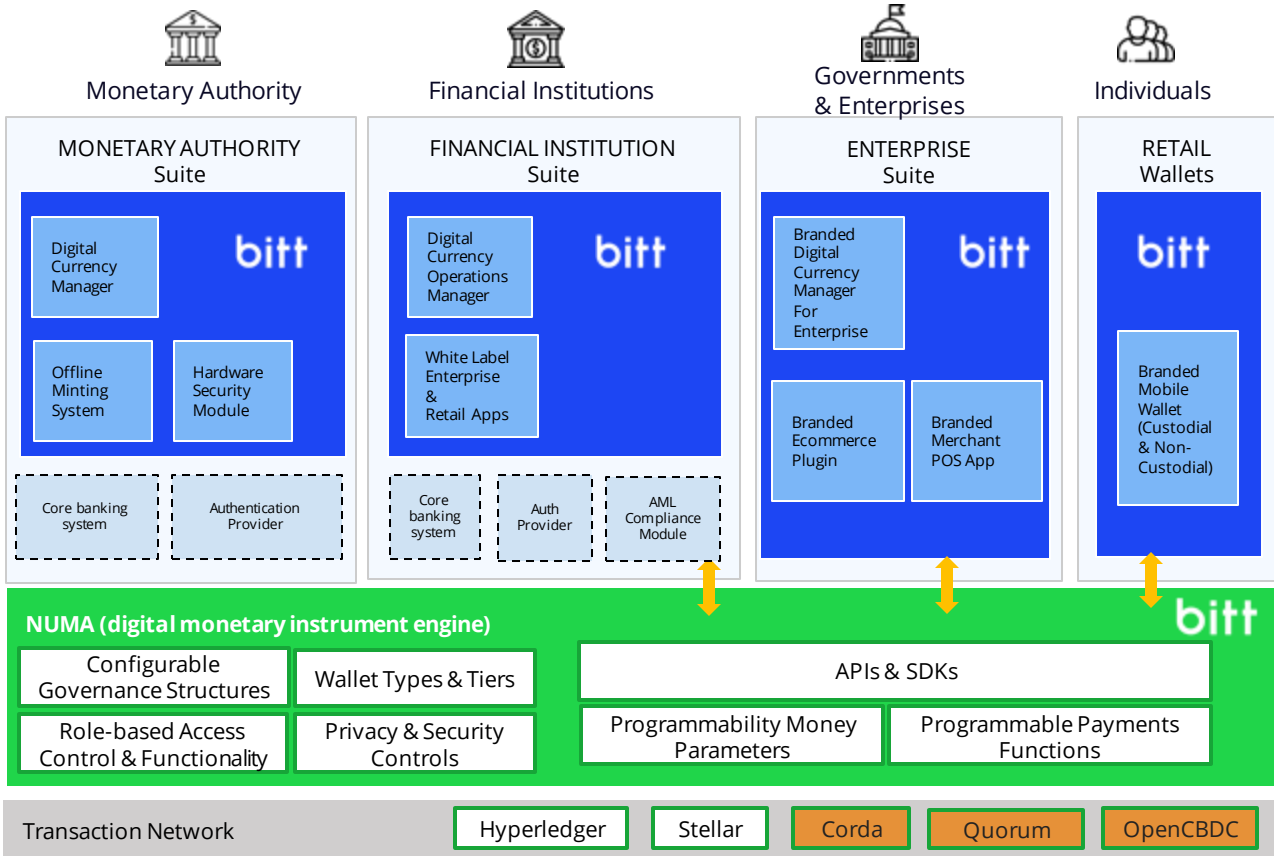 Monetary Authority
Financial Institutions
Governments
& Enterprises
Individuals
MONETARY AUTHORITY
Suite
bitt
Digital
Currency
Manager
Offline
Minting
System
Hardware
Security
Module
Core banking
system
Authentication
Provider
FINANCIAL INSTITUTION
Suite
bitt
Digital
Currency
Operations
Manager
White Label
Enterprise
&
Retail Apps
Core
banking
system
Auth
Provider
AML
Compliance
Module
ENTERPRISE
Suite
bitt
Branded
Digital
Currency
Manager
For
Enterprise
Branded
Ecommerce
Plugin
Branded
Merchant
POS App
RETAIL
Wallets
bitt
Branded
Mobile
Wallet
(Custodial
& Non-
Custodial)
bitt
NUMA (digital monetary instrument engine)
Configurable
Governance Structures
Wallet Types & Tiers
Role-based Access
Control & Functionality
Privacy & Security
Controls
APIs & SDKs
Programmability Money
Parameters
Programmable Payments
Functions
Transaction Network
Hyperledger
Stellar
Corda
Quorum
OpenCBDC